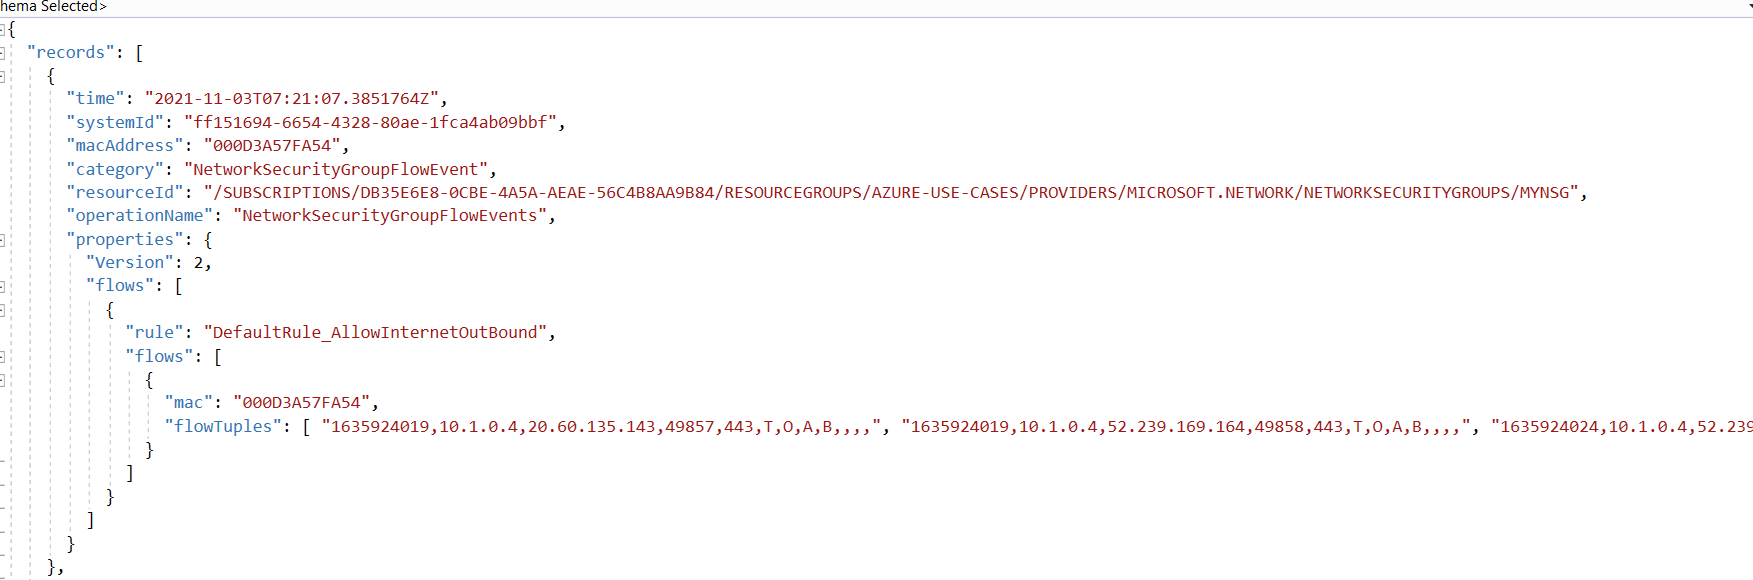 hema Selected>
{
"records": [
{
"time": "2021-11-03T07:21:07.3851764Z",
"systemId": "ff151694-6654-4328-80ae-1fca4ab09bbf",
"macAddress": "000D3A57FA54",
"category": "NetworkSecurityGroupFlowEvent",
"resourceId": "/SUBSCRIPTIONS/DB35E6E8-0CBE-4A5A-AEAE-56C4B8AA9B84/RESOURCEGROUPS/AZURE-USE-CASES/PROVIDERS/MICROSOFT.NETWORK/NETWORKSECURITYGROUPS/MYNSG",
"operationName": "NetworkSecurityGroupFlowEvents",
"properties": {
"Version": 2,
"flows": [
{
"rule": "DefaultRule_AllowInternetOutBound",
"flows": [
{
"mac": "000D3A57FA54",
"flowTuples": [ "1635924019,10.1.0.4,20.60.135.143,49857,443,T,O,A,B,,,,", "1635924019,10.1.0.4,52.239.169.164,49858,443,T,O,A,B,,,,", "1635924024,10.1.0.4,52.239
}
]
}
]
}
},